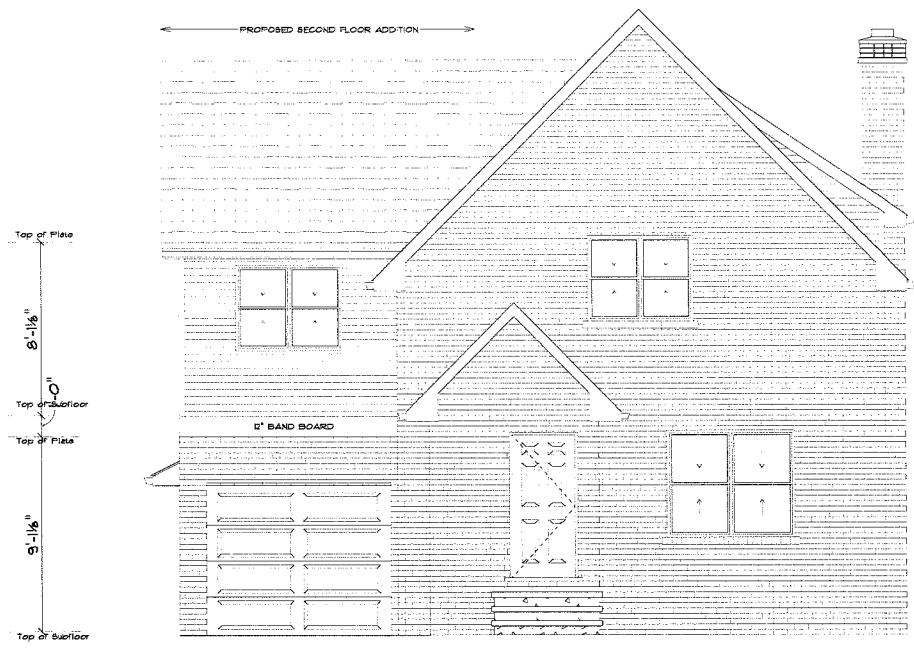 PROPOSED SECOND FLOOR ADDITION
Top of Plate
8'-1⅛"
Top of Subfloor
12" BAND BOARD
Top of Plate
9'-1⅛"
Top of Subfloor